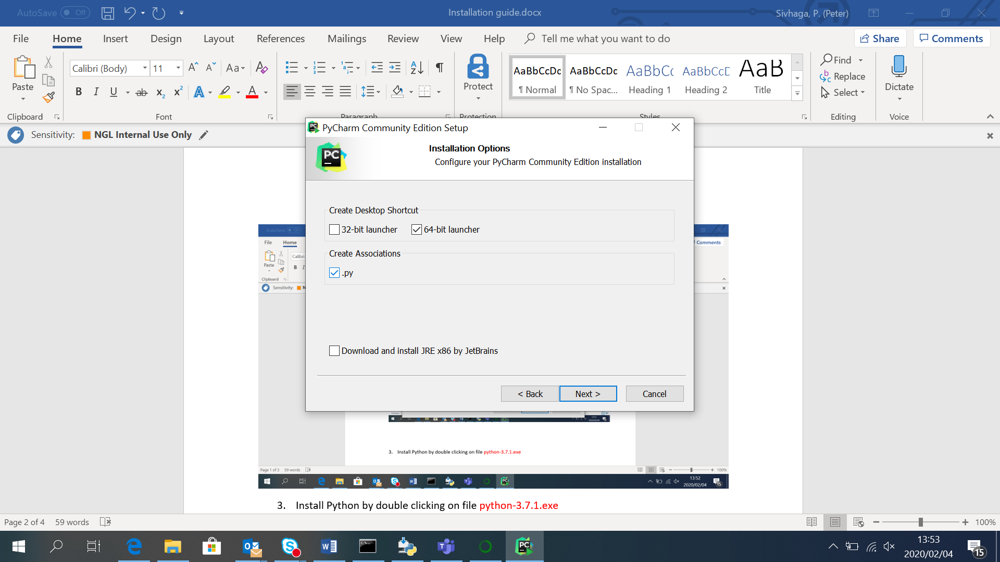 AutoSave Off
Installation guide.docx
Sivhaga, P. (Peter)
File Home Insert Design Layout References Mailings Review View Help Tell me what you want to do
Share Comments
Paste
Clipboard
Calibri (Body) 11
Font
Paragraph
Protect
Protection
AaBbCcDc AaBbCcDc AaBbC AaBbCcD AaB
¶ Normal ¶ No Spac... Heading 1 Heading 2 Title
Styles
Find
Replace
Select
Editing
Dictate
Voice
Sensitivity: NGL Internal Use Only
PyCharm Community Edition Setup
Installation Options
Configure your PyCharm Community Edition installation
Create Desktop Shortcut
32-bit launcher 64-bit launcher
Create Associations
.py
Download and install JRE x86 by JetBrains
< Back Next > Cancel
AutoSave Off
File Home
Comments
Paste
Calibri
B I
Clipboard
Sensitivity: N
3. Install Python by double clicking on file python-3.7.1.exe
Page 1 of 3 59 words
100%
13:52
2020/02/04
15
3. Install Python by double clicking on file python-3.7.1.exe
Page 2 of 4 59 words
100%
13:53
2020/02/04
15